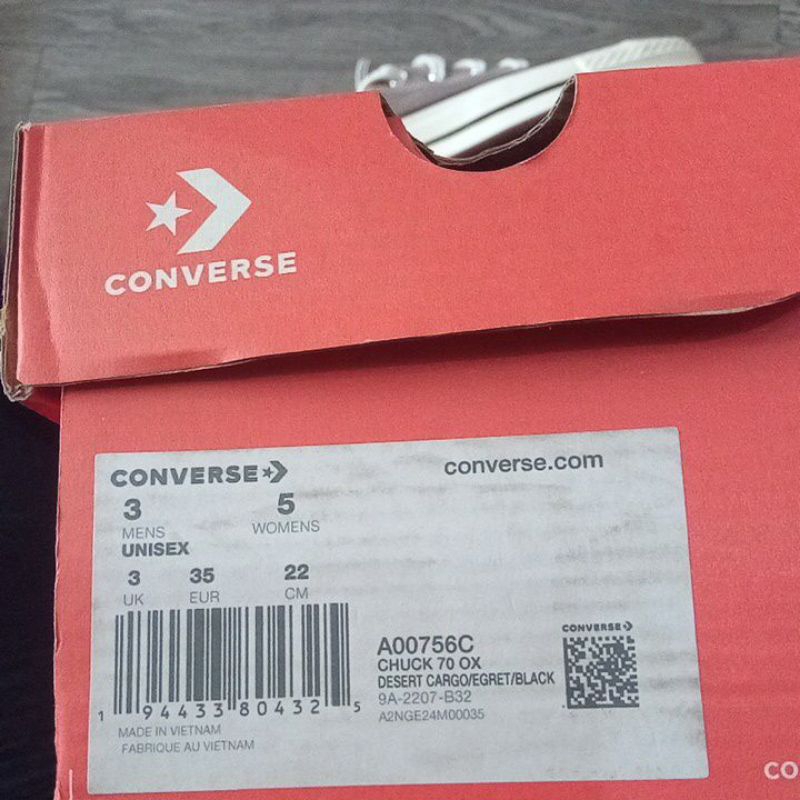 CONVERSE
CONVERSE
converse.com
3
5
MENS
WOMENS
UNISEX
3
35
22
UK
EUR
CM
1 94433 80432 5
A00756C
CHUCK 70 OX
DESERT CARGO/EGRET/BLACK
9A-2207-B32
A2NGE24M00035
CONVERSE
MADE IN VIETNAM
FABRIQUE AU VIETNAM
CO